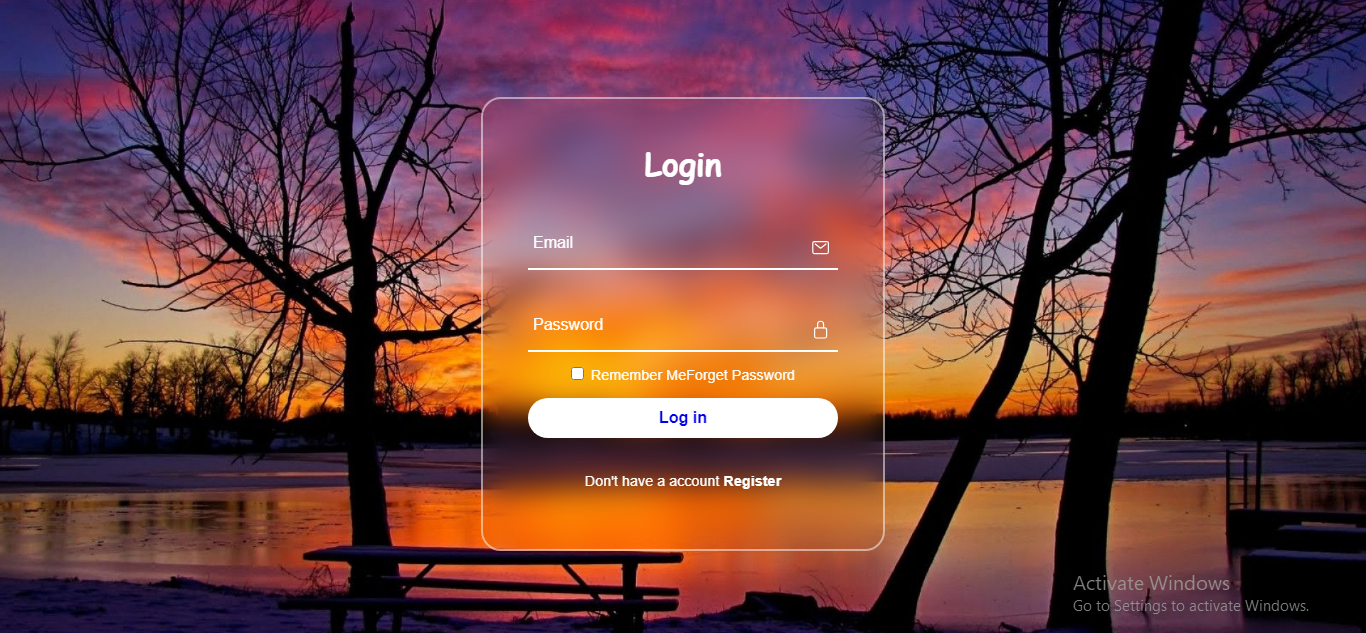 Login
Email
Password
Remember MeForget Password
Log in
Don't have a account Register
Activate Windows
Go to Settings to activate Windows.